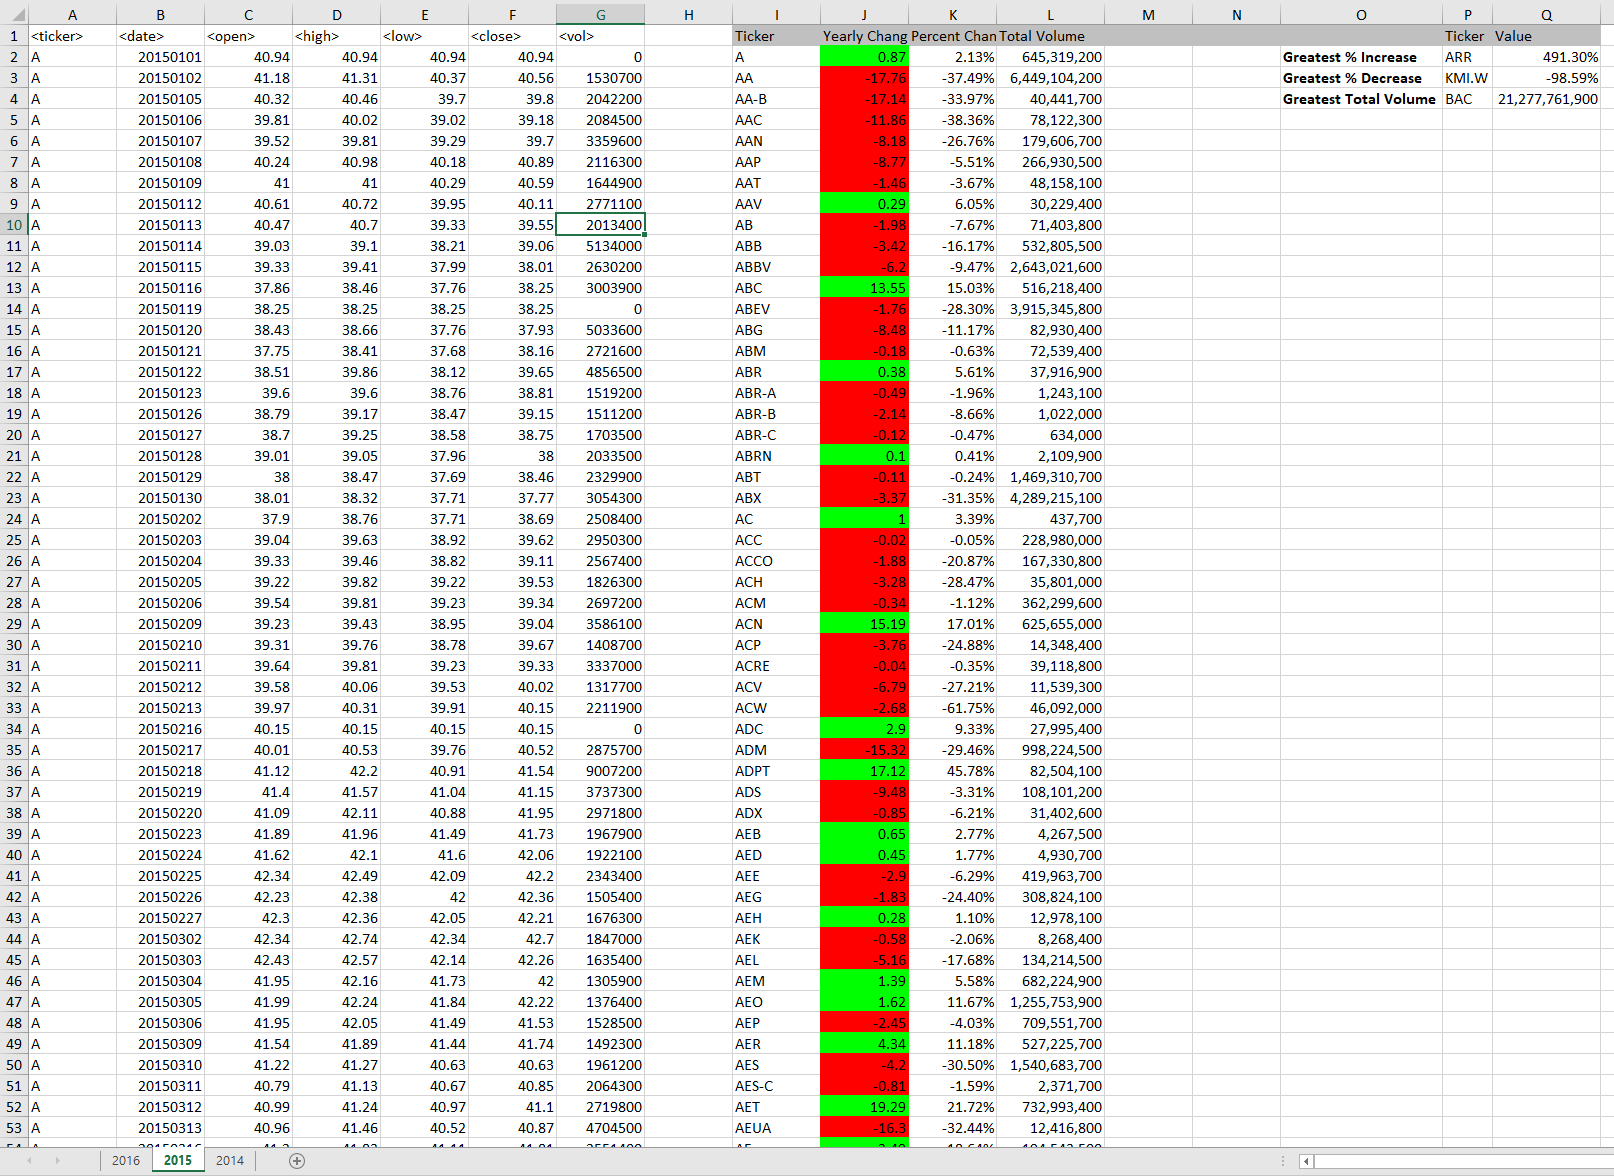 A B C D E F G H I J K L M N O P Q
1 <ticker> <date> <open> <high> <low> <close> <vol> Ticker Yearly Chang Percent Chan Total Volume Ticker Value
2 A 20150101 40.94 40.94 40.94 40.94 0 A 0.87 2.13% 645,319,200 Greatest % Increase ARR 491.30%
3 A 20150102 41.18 41.31 40.37 40.56 1530700 AA -17.76 -37.49% 6,449,104,200 Greatest % Decrease KMI.W -98.59%
4 A 20150105 40.32 40.46 39.7 39.8 2042200 AA-B -17.14 -33.97% 40,441,700 Greatest Total Volume BAC 21,277,761,900
5 A 20150106 39.81 40.02 39.02 39.18 2084500 AAC -11.86 -38.36% 78,122,300
6 A 20150107 39.52 39.81 39.29 39.7 3359600 AAN -8.18 -26.76% 179,606,700
7 A 20150108 40.24 40.98 40.18 40.89 2116300 AAP -8.77 -5.51% 266,930,500
8 A 20150109 41 41 40.29 40.59 1644900 AAT -1.46 -3.67% 48,158,100
9 A 20150112 40.61 40.72 39.95 40.11 2771100 AAV 0.29 6.05% 30,229,400
10 A 20150113 40.47 40.7 39.33 39.55 2013400 AB -1.98 -7.67% 71,403,800
11 A 20150114 39.03 39.1 38.21 39.06 5134000 ABB -3.42 -16.17% 532,805,500
12 A 20150115 39.33 39.41 37.99 38.01 2630200 ABBV -6.2 -9.47% 2,643,021,600
13 A 20150116 37.86 38.46 37.76 38.25 3003900 ABC 13.55 15.03% 516,218,400
14 A 20150119 38.25 38.25 38.25 38.25 0 ABEV -1.76 -28.30% 3,915,345,800
15 A 20150120 38.43 38.66 37.76 37.93 5033600 ABG -8.48 -11.17% 82,930,400
16 A 20150121 37.75 38.41 37.68 38.16 2721600 ABM -0.18 -0.63% 72,539,400
17 A 20150122 38.51 39.86 38.12 39.65 4856500 ABR 0.38 5.61% 37,916,900
18 A 20150123 39.6 39.6 38.76 38.81 1519200 ABR-A -0.49 -1.96% 1,243,100
19 A 20150126 38.79 39.17 38.47 39.15 1511200 ABR-B -2.14 -8.66% 1,022,000
20 A 20150127 38.7 39.25 38.58 38.75 1703500 ABR-C -0.12 -0.47% 634,000
21 A 20150128 39.01 39.05 37.96 38 2033500 ABRN 0.1 0.41% 2,109,900
22 A 20150129 38 38.47 37.69 38.46 2329900 ABT -0.11 -0.24% 1,469,310,700
23 A 20150130 38.01 38.32 37.71 37.77 3054300 ABX -3.37 -31.35% 4,289,215,100
24 A 20150202 37.9 38.76 37.71 38.69 2508400 AC 1 3.39% 437,700
25 A 20150203 39.04 39.63 38.92 39.62 2950300 ACC -0.02 -0.05% 228,980,000
26 A 20150204 39.33 39.46 38.82 39.11 2567400 ACCO -1.88 -20.87% 167,330,800
27 A 20150205 39.22 39.82 39.22 39.53 1826300 ACH -3.28 -28.47% 35,801,000
28 A 20150206 39.54 39.81 39.23 39.34 2697200 ACM -0.34 -1.12% 362,299,600
29 A 20150209 39.23 39.43 38.95 39.04 3586100 ACN 15.19 17.01% 625,655,000
30 A 20150210 39.31 39.76 38.78 39.67 1408700 ACP -3.76 -24.88% 14,348,400
31 A 20150211 39.64 39.81 39.23 39.33 3337000 ACRE -0.04 -0.35% 39,118,800
32 A 20150212 39.58 40.06 39.53 40.02 1317700 ACV -6.79 -27.21% 11,539,300
33 A 20150213 39.97 40.31 39.91 40.15 2211900 ACW -2.68 -61.75% 46,092,000
34 A 20150216 40.15 40.15 40.15 40.15 0 ADC 2.9 9.33% 27,995,400
35 A 20150217 40.01 40.53 39.76 40.52 2875700 ADM -15.32 -29.46% 998,224,500
36 A 20150218 41.12 42.2 40.91 41.54 9007200 ADPT 17.12 45.78% 82,504,100
37 A 20150219 41.4 41.57 41.04 41.15 3737300 ADS -9.48 -3.31% 108,101,200
38 A 20150220 41.09 42.11 40.88 41.95 2971800 ADX -0.85 -6.21% 31,402,600
39 A 20150223 41.89 41.96 41.49 41.73 1967900 AEB 0.65 2.77% 4,267,500
40 A 20150224 41.62 42.1 41.6 42.06 1922100 AED 0.45 1.77% 4,930,700
41 A 20150225 42.34 42.49 42.09 42.2 2343400 AEE -2.9 -6.29% 419,963,700
42 A 20150226 42.23 42.38 42 42.36 1505400 AEG -1.83 -24.40% 308,824,100
43 A 20150227 42.3 42.36 42.05 42.21 1676300 AEH 0.28 1.10% 12,978,100
44 A 20150302 42.34 42.74 42.34 42.7 1847000 AEK -0.58 -2.06% 8,268,400
45 A 20150303 42.43 42.57 42.14 42.26 1635400 AEL -5.16 -17.68% 134,214,500
46 A 20150304 41.95 42.16 41.73 42 1305900 AEM 1.39 5.58% 682,224,900
47 A 20150305 41.99 42.24 41.84 42.22 1376400 AEO 1.62 11.67% 1,255,753,900
48 A 20150306 41.95 42.05 41.49 41.53 1528500 AEP -2.45 -4.03% 709,551,700
49 A 20150309 41.54 41.89 41.44 41.74 1492300 AER 4.34 11.18% 527,225,700
50 A 20150310 41.22 41.27 40.63 40.63 1961200 AES -4.2 -30.50% 1,540,683,700
51 A 20150311 40.79 41.13 40.67 40.85 2064300 AES-C -0.81 -1.59% 2,371,700
52 A 20150312 40.99 41.24 40.97 41.1 2719800 AET 19.29 21.72% 732,993,400
53 A 20150313 40.96 41.46 40.52 40.87 4704500 AEUA -16.3 -32.44% 12,416,800
2016 2015 2014